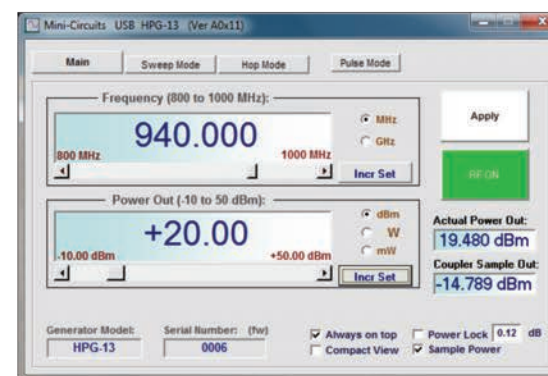 Mini-Circuits USB HPG-13 (Ver A0x11)
Main Sweep Mode Hop Mode Pulse Mode
Frequency (800 to 1000 MHz):
940.000
800 MHz 1000 MHz
MHz
GHz
Incr Set
Apply
RF ON
Power Out (-10 to 50 dBm):
+20.00
-10.00 dBm +50.00 dBm
dBm
W
mW
Incr Set
Actual Power Out:
19.480 dBm
Coupler Sample Out:
-14.789 dBm
Generator Model: Serial Number: (fw)
HPG-13 0006
Always on top Power Lock 0.12 dB
Compact View Sample Power